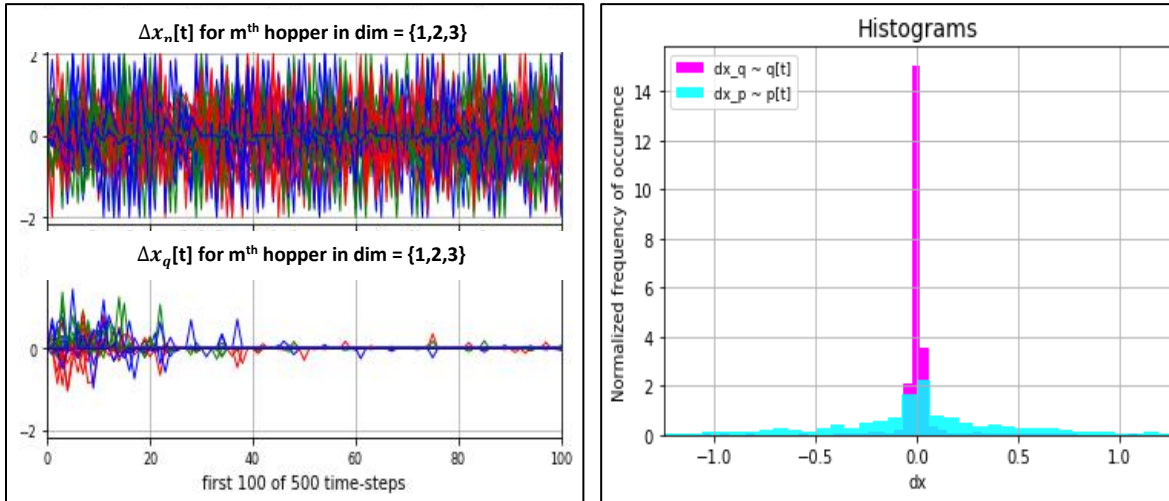 Δxₚ[t] for mᵗʰ hopper in dim = {1,2,3}
2
0
−2
Δx_q[t] for mᵗʰ hopper in dim = {1,2,3}
0
−2
0 20 40 60 80 100
first 100 of 500 time-steps
Histograms
dx_q ~ q[t]
dx_p ~ p[t]
Normalized frequency of occurence
14
12
10
8
6
4
2
0
−1.0 −0.5 0.0 0.5 1.0
dx